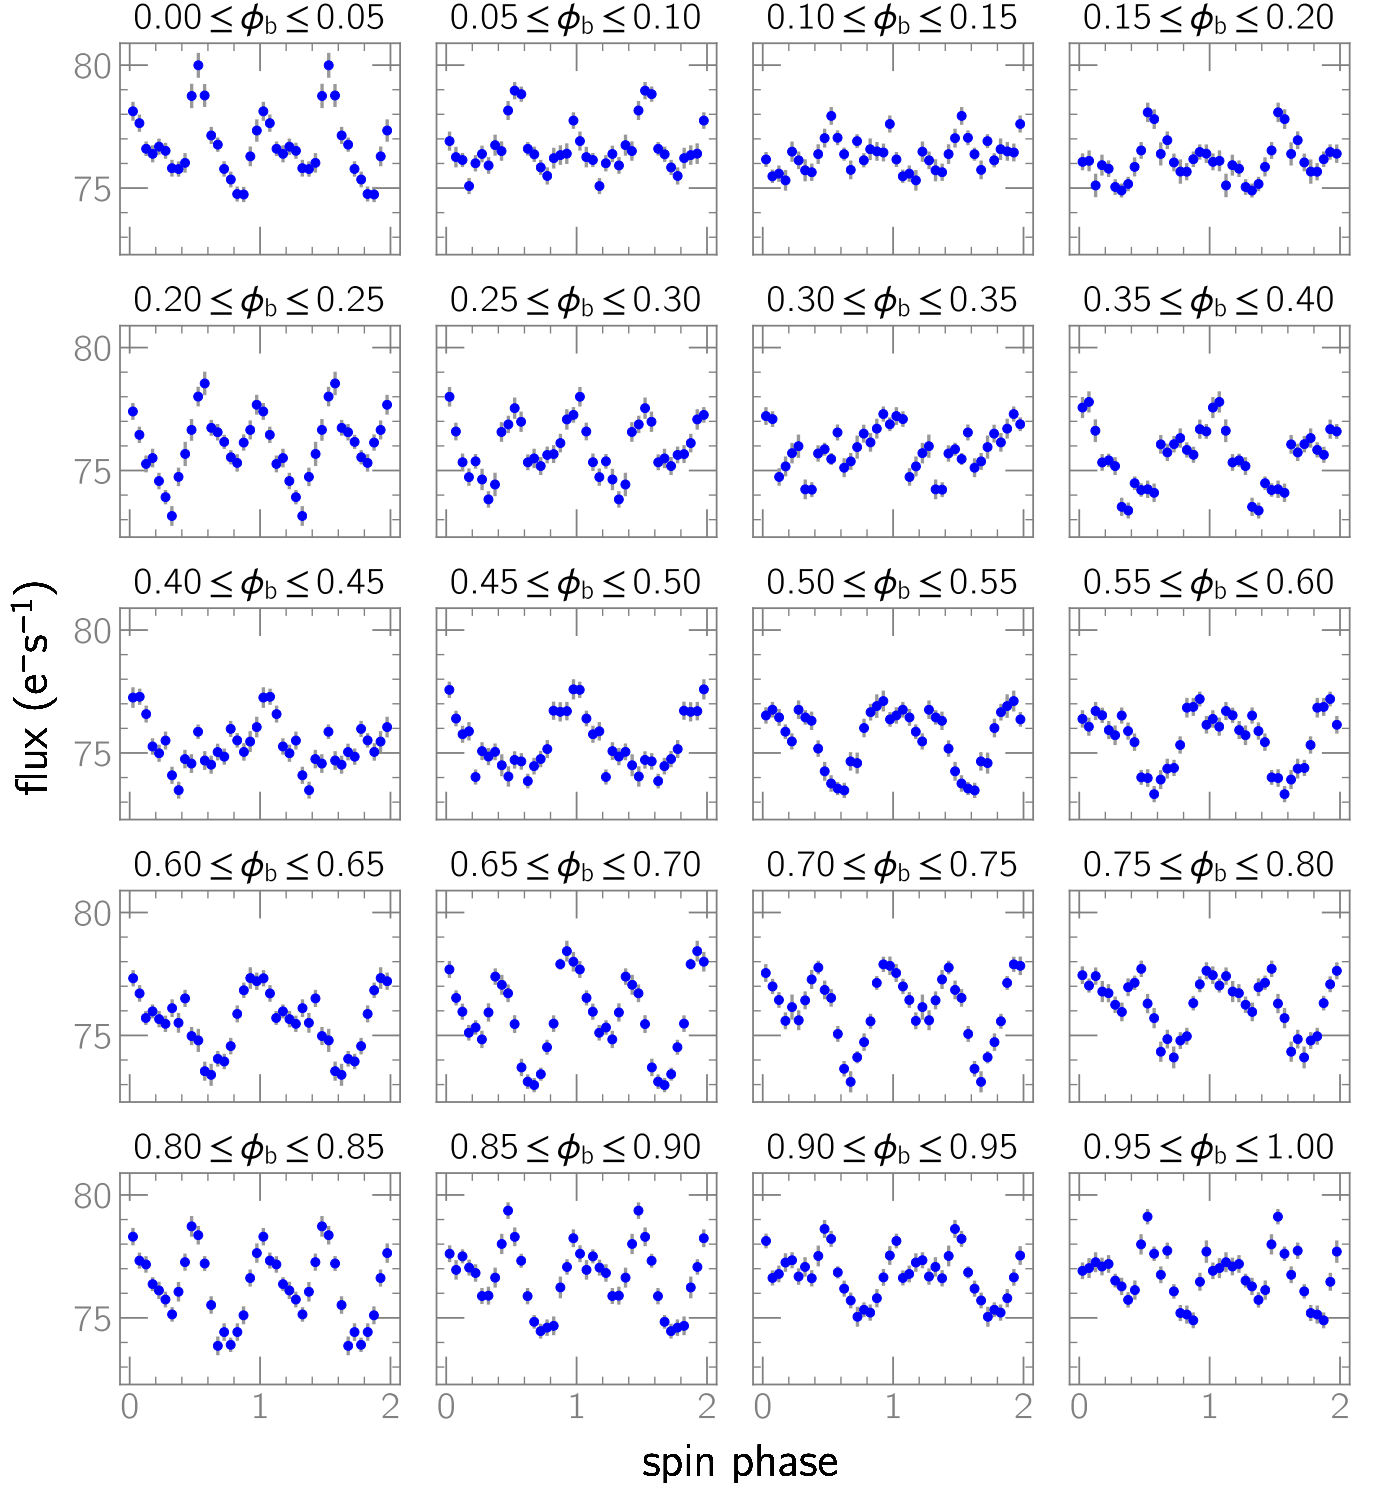 0.00 ≤ ϕb ≤ 0.05 0.05 ≤ ϕb ≤ 0.10 0.10 ≤ ϕb ≤ 0.15 0.15 ≤ ϕb ≤ 0.20
80
75
0.20 ≤ ϕb ≤ 0.25 0.25 ≤ ϕb ≤ 0.30 0.30 ≤ ϕb ≤ 0.35 0.35 ≤ ϕb ≤ 0.40
80
75
0.40 ≤ ϕb ≤ 0.45 0.45 ≤ ϕb ≤ 0.50 0.50 ≤ ϕb ≤ 0.55 0.55 ≤ ϕb ≤ 0.60
80
75
flux (e⁻s⁻¹)
0.60 ≤ ϕb ≤ 0.65 0.65 ≤ ϕb ≤ 0.70 0.70 ≤ ϕb ≤ 0.75 0.75 ≤ ϕb ≤ 0.80
80
75
0.80 ≤ ϕb ≤ 0.85 0.85 ≤ ϕb ≤ 0.90 0.90 ≤ ϕb ≤ 0.95 0.95 ≤ ϕb ≤ 1.00
80
75
0 1 2 0 1 2 0 1 2 0 1 2
spin phase